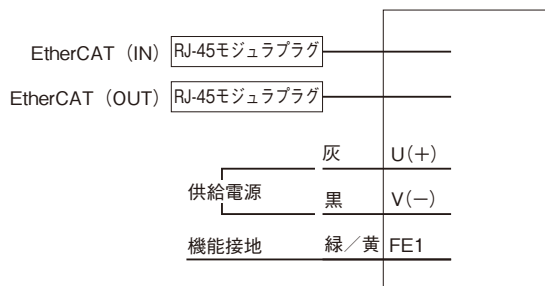 EtherCAT（IN） RJ-45モジュラプラグ
EtherCAT（OUT） RJ-45モジュラプラグ
灰 U(+)
供給電源
黒 V(−)
機能接地 緑／黄 FE1